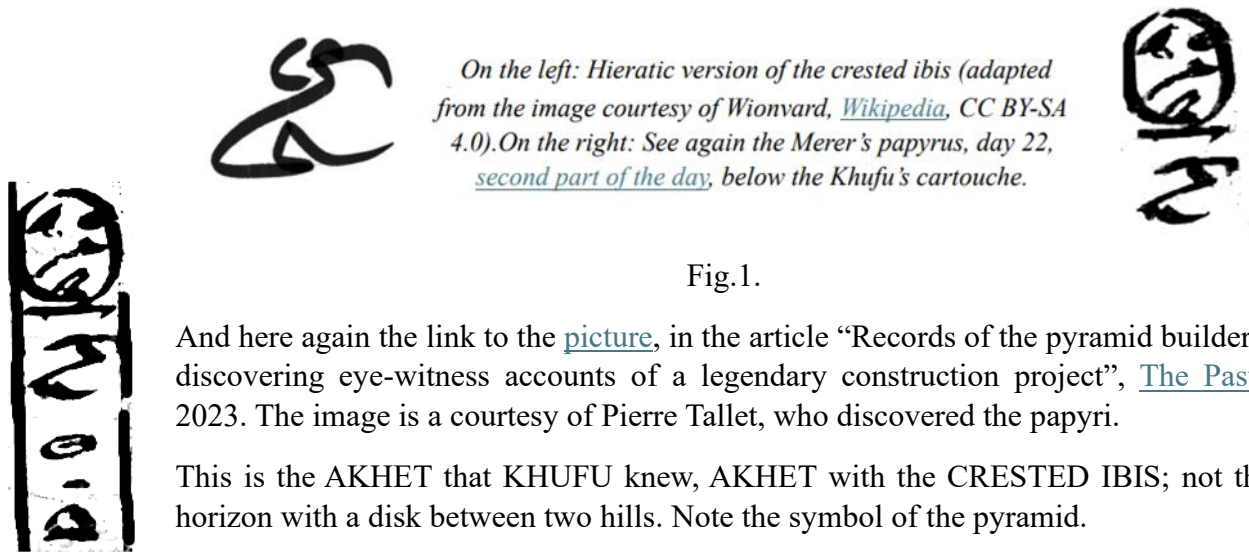 On the left: Hieratic version of the crested ibis (adapted
from the image courtesy of Wionvard, Wikipedia, CC BY-SA
4.0).On the right: See again the Merer's papyrus, day 22,
second part of the day, below the Khufu's cartouche.
Fig.1.
And here again the link to the picture, in the article “Records of the pyramid builder
discovering eye-witness accounts of a legendary construction project”, The Past
2023. The image is a courtesy of Pierre Tallet, who discovered the papyri.
This is the AKHET that KHUFU knew, AKHET with the CRESTED IBIS; not th
horizon with a disk between two hills. Note the symbol of the pyramid.